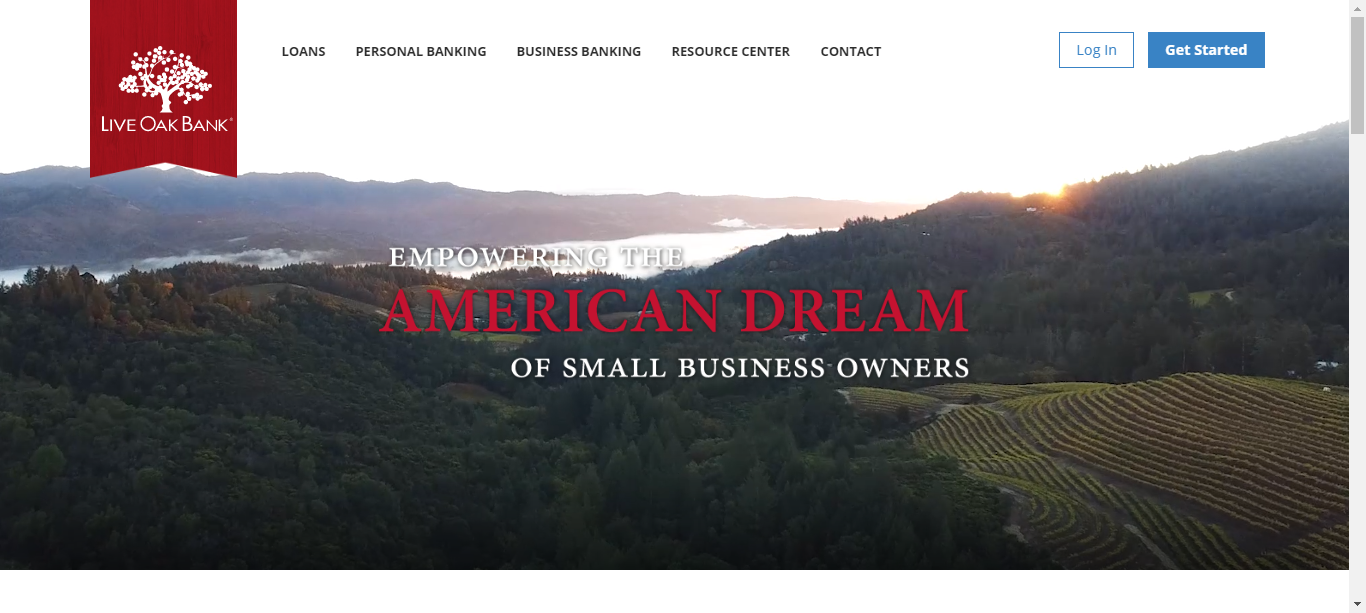 LOANS PERSONAL BANKING BUSINESS BANKING RESOURCE CENTER CONTACT Log In Get Started
LIVE OAK BANK®
EMPOWERING THE
AMERICAN DREAM
OF SMALL BUSINESS OWNERS